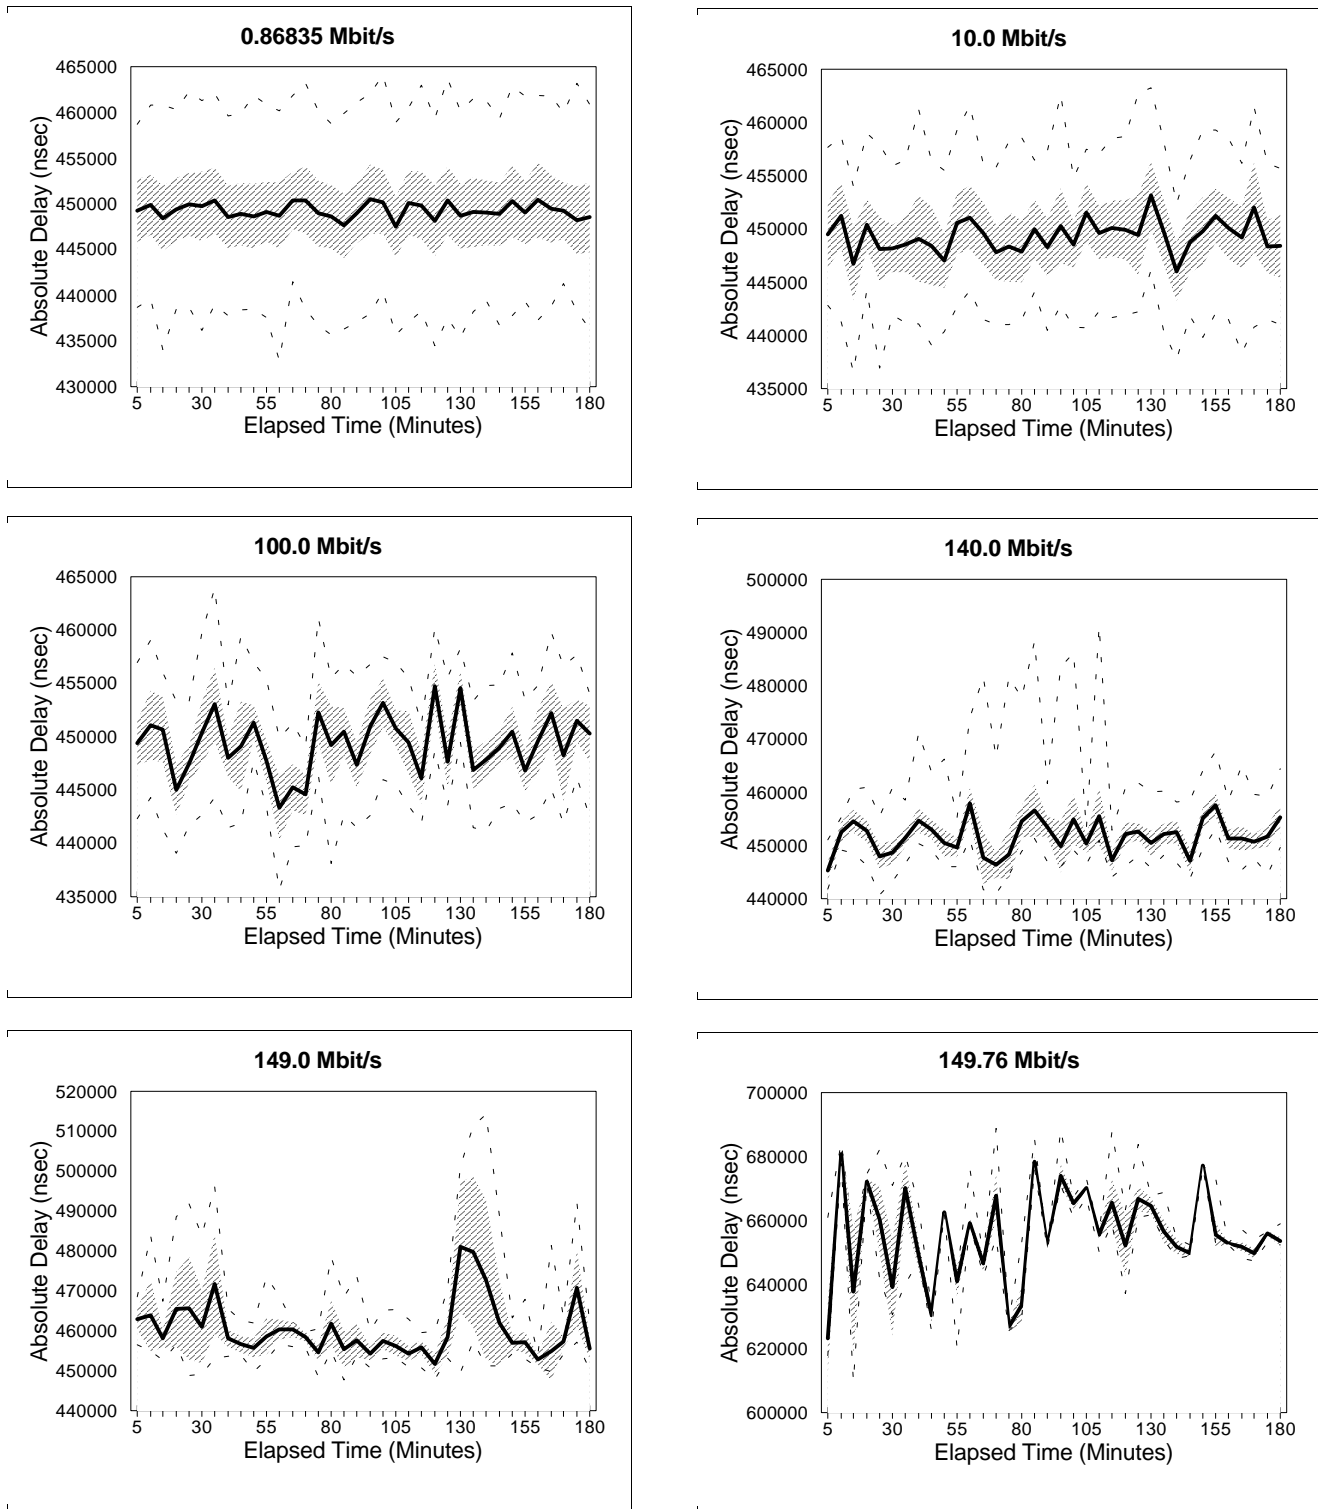 0.86835 Mbit/s
Absolute Delay (nsec)
465000
460000
455000
450000
445000
440000
435000
430000
5 30 55 80 105 130 155 180
Elapsed Time (Minutes)
10.0 Mbit/s
Absolute Delay (nsec)
465000
460000
455000
450000
445000
440000
435000
5 30 55 80 105 130 155 180
Elapsed Time (Minutes)
100.0 Mbit/s
Absolute Delay (nsec)
465000
460000
455000
450000
445000
440000
435000
5 30 55 80 105 130 155 180
Elapsed Time (Minutes)
140.0 Mbit/s
Absolute Delay (nsec)
500000
490000
480000
470000
460000
450000
440000
5 30 55 80 105 130 155 180
Elapsed Time (Minutes)
149.0 Mbit/s
Absolute Delay (nsec)
520000
510000
500000
490000
480000
470000
460000
450000
440000
5 30 55 80 105 130 155 180
Elapsed Time (Minutes)
149.76 Mbit/s
Absolute Delay (nsec)
700000
680000
660000
640000
620000
600000
5 30 55 80 105 130 155 180
Elapsed Time (Minutes)